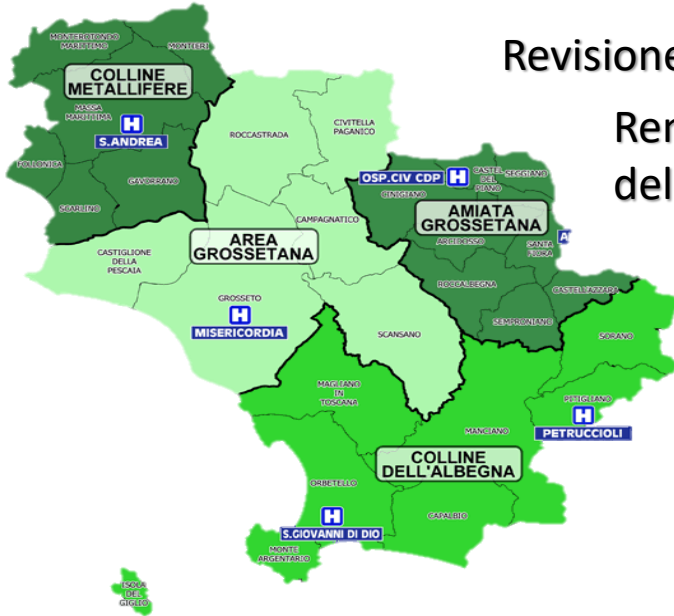 Revisione
Ren
del
MONTEROTONDO
MARITTIMO
MONTIERI
COLLINE
METALLIFERE
MASSA
MARITTIMA
H
S.ANDREA
FOLLONICA
GAVORRANO
SCARLINO
ROCCASTRADA
CIVITELLA
PAGANICO
OSP.CIV CDP
H
CASTEL
DEL
PIANO
SEGGIANO
CINIGIANO
AMIATA
GROSSETANA
ARCIDOSSO
SANTA
FIORA
ROCCALBEGNA
CASTELL'AZZARA
SEMPRONIANO
CAMPAGNATICO
AREA
GROSSETANA
CASTIGLIONE
DELLA
PESCAIA
GROSSETO
H
MISERICORDIA
SCANSANO
SORANO
MAGLIANO
IN
TOSCANA
PITIGLIANO
H
PETRUCCIOLI
MANCIANO
COLLINE
DELL'ALBEGNA
ORBETELLO
H
S.GIOVANNI DI DIO
CAPALBIO
MONTE
ARGENTARIO
ISOLA
DEL
GIGLIO